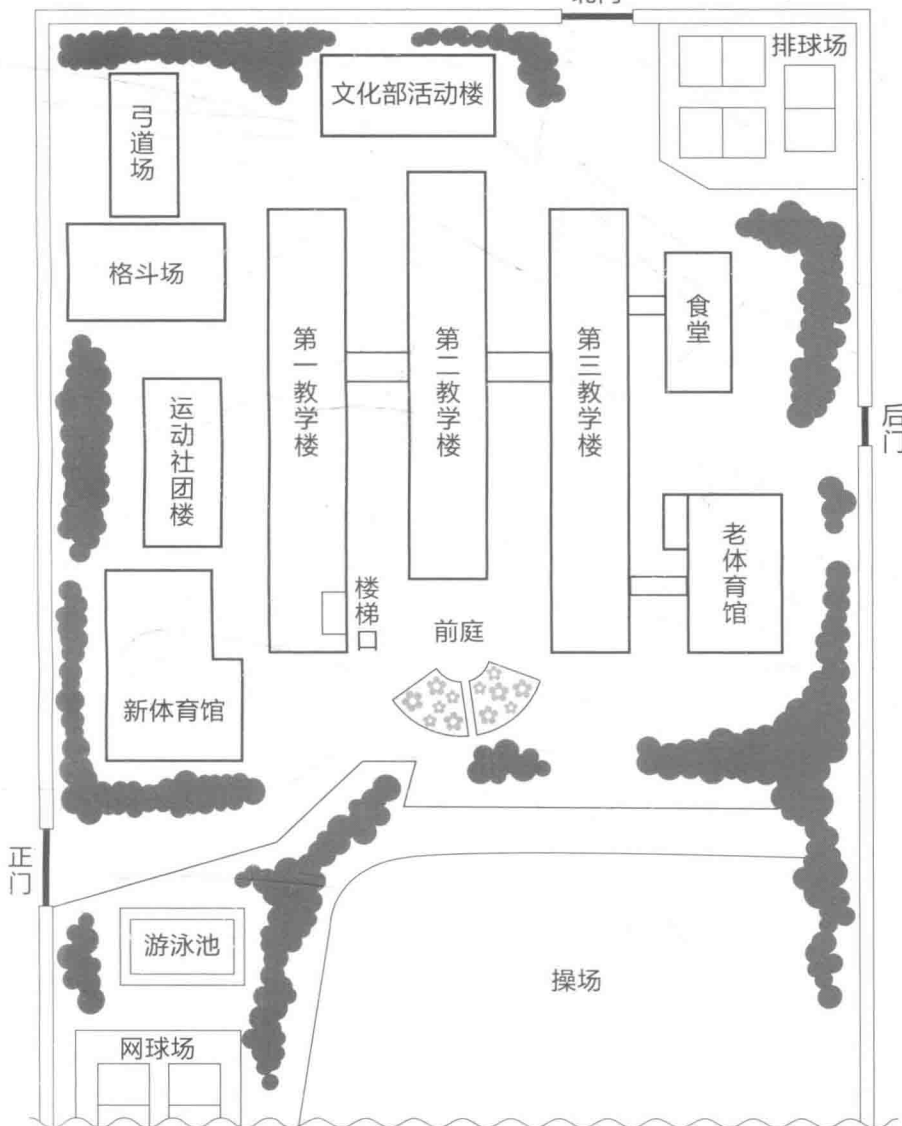 北门
排球场
文化部活动楼
弓道场
格斗场
第一教学楼
第二教学楼
第三教学楼
食堂
后门
运动社团楼
老体育馆
楼梯口
前庭
新体育馆
正门
游泳池
操场
网球场